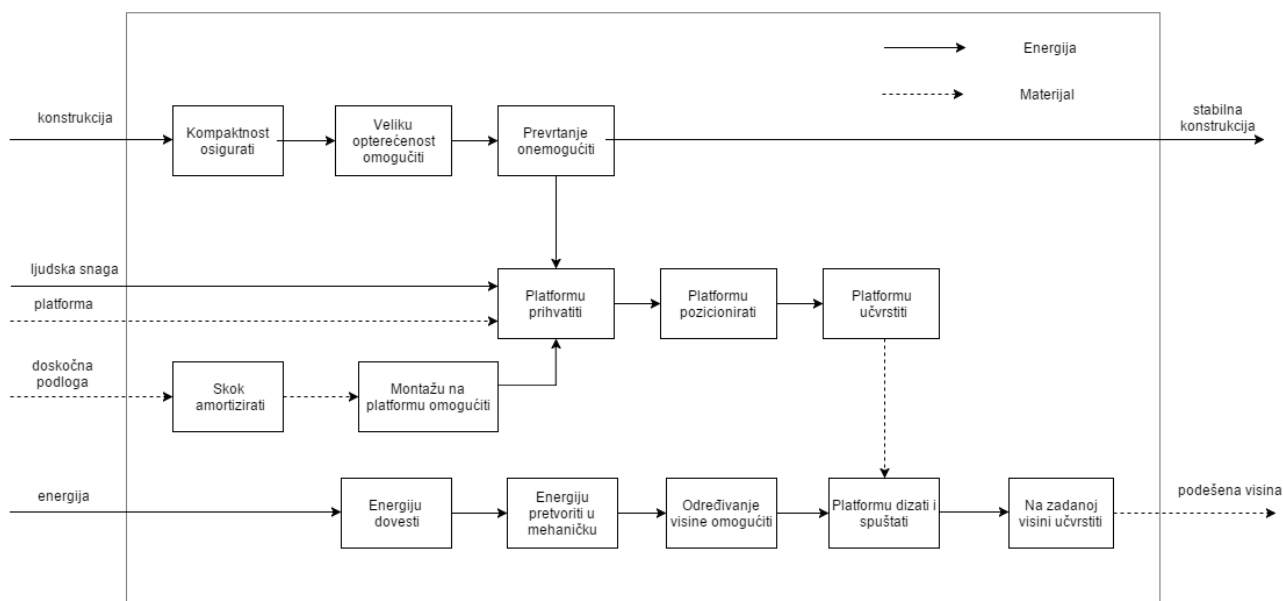 Energija
Materijal
konstrukcija
Kompaktnost
osigurati
Veliku
opterećenost
omogučiti
Prevrtanje
onemogućiti
stabilna
konstrukcija
ljudska snaga
platforma
Platformu
prihvatiti
Platformu
pozicionirati
Platformu
učvrstiti
doskočna
podloga
Skok
amortizirati
Montažu na
platformu omogućiti
energija
Energiju
dovesti
Energiju
pretvoriti u
mehaničku
Određivanje
visine omogućiti
Platformu dizati i
spuštati
Na zadanoj
visini učvrstiti
podešena visina